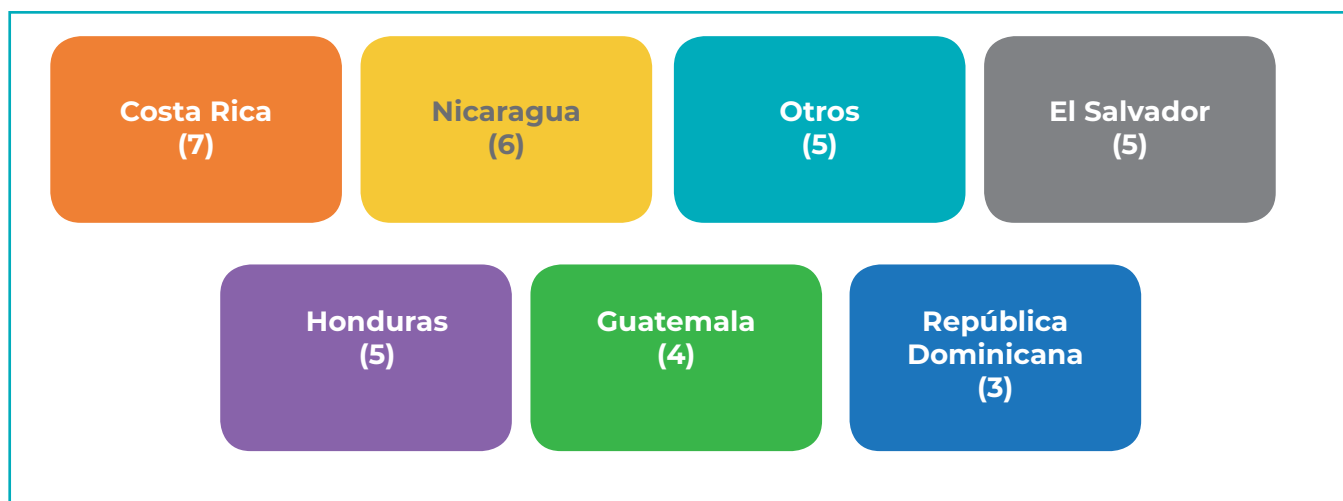 Costa Rica
(7)
Nicaragua
(6)
Otros
(5)
El Salvador
(5)
Honduras
(5)
Guatemala
(4)
República
Dominicana
(3)